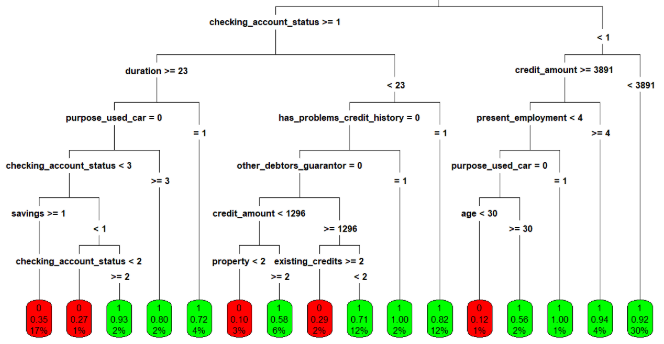 checking_account_status >= 1
< 1
duration >= 23
credit_amount >= 3891
< 23
< 3891
purpose_used_car = 0
has_problems_credit_history = 0
present_employment < 4
= 1
= 1
>= 4
checking_account_status < 3
other_debtors_guarantor = 0
purpose_used_car = 0
>= 3
= 1
= 1
savings >= 1
credit_amount < 1296
age < 30
< 1
>= 1296
>= 30
checking_account_status < 2
property < 2
existing_credits >= 2
>= 2
>= 2
< 2
0 0 1 1 1 0 1 0 1 1 1 0 1 1 1 1
0.35 0.27 0.93 0.80 0.72 0.10 0.58 0.29 0.71 1.00 0.82 0.12 0.56 1.00 0.94 0.92
17% 1% 2% 2% 4% 3% 6% 2% 12% 2% 12% 1% 2% 1% 4% 30%